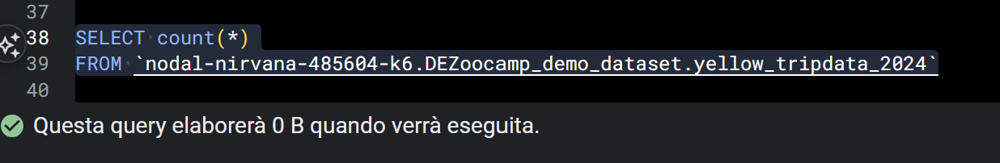 37
38 SELECT count(*)
39 FROM `nodal-nirvana-485604-k6.DEZoocamp_demo_dataset.yellow_tripdata_2024`
40
Questa query elaborerà 0 B quando verrà eseguita.